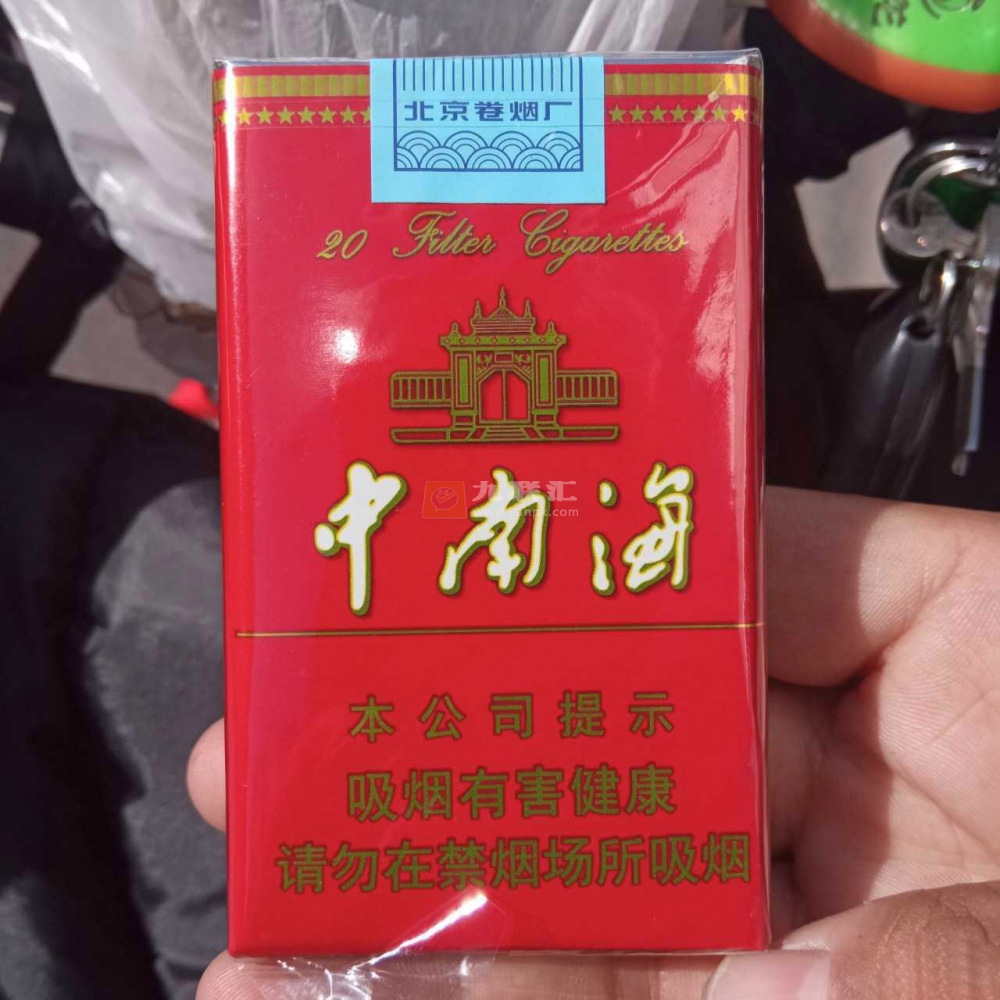 北京卷烟厂
20 Filter Cigarettes
中南海
本公司提示
吸烟有害健康
请勿在禁烟场所吸烟